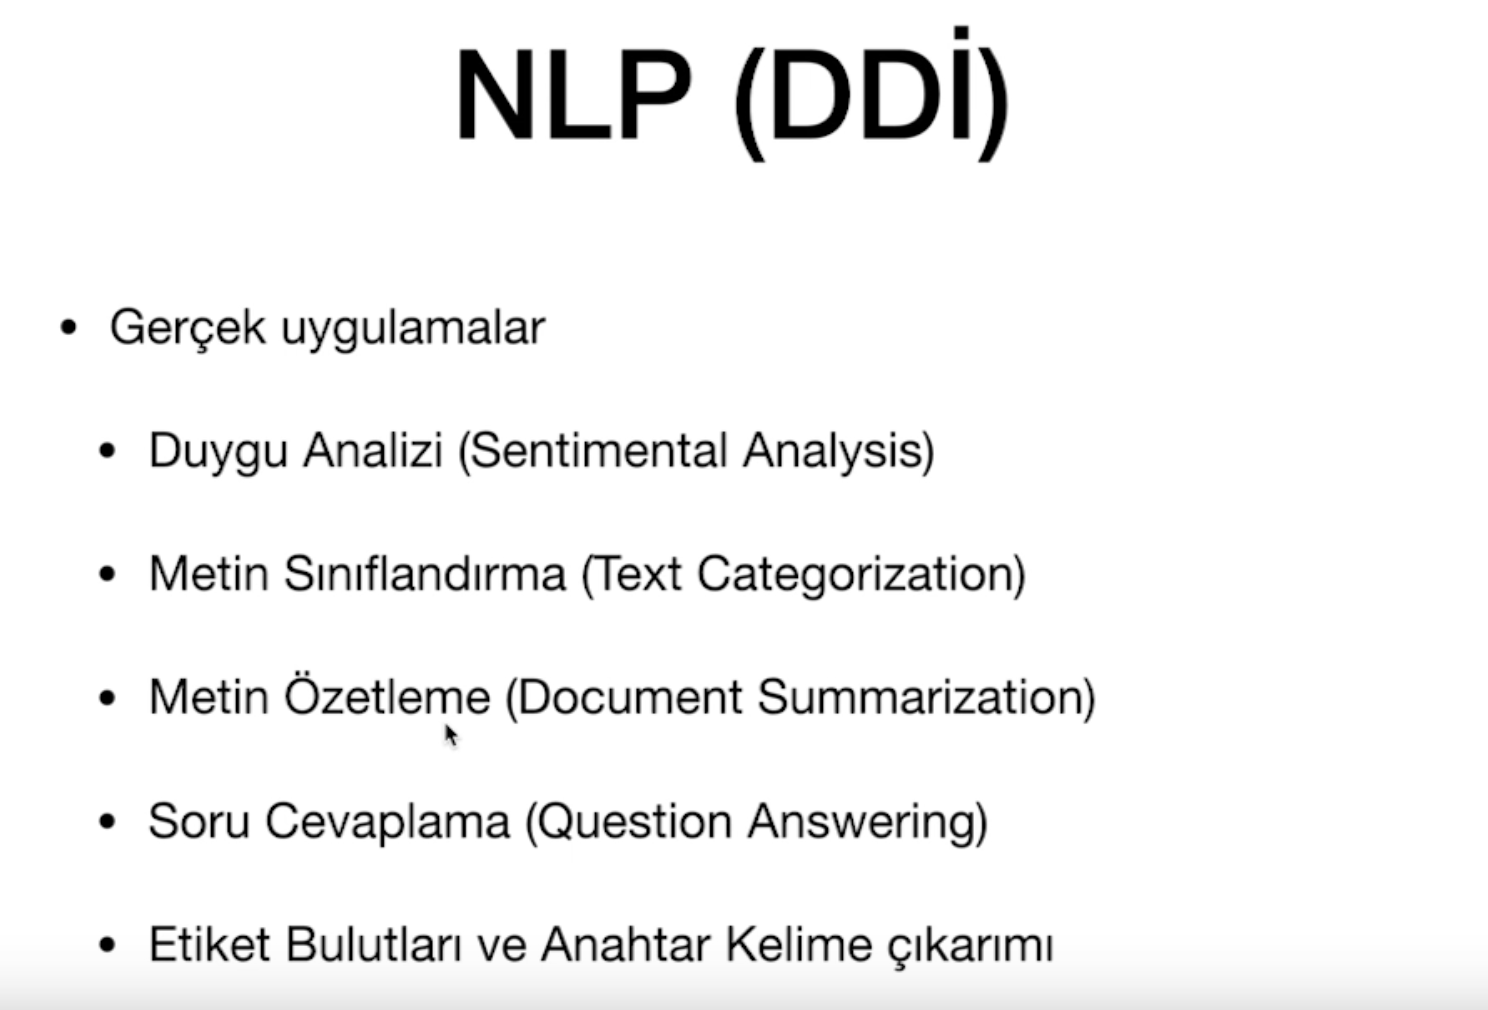 NLP (DDİ)
• Gerçek uygulamalar
• Duygu Analizi (Sentimental Analysis)
• Metin Sınıflandırma (Text Categorization)
• Metin Özetleme (Document Summarization)
• Soru Cevaplama (Question Answering)
• Etiket Bulutları ve Anahtar Kelime çıkarımı